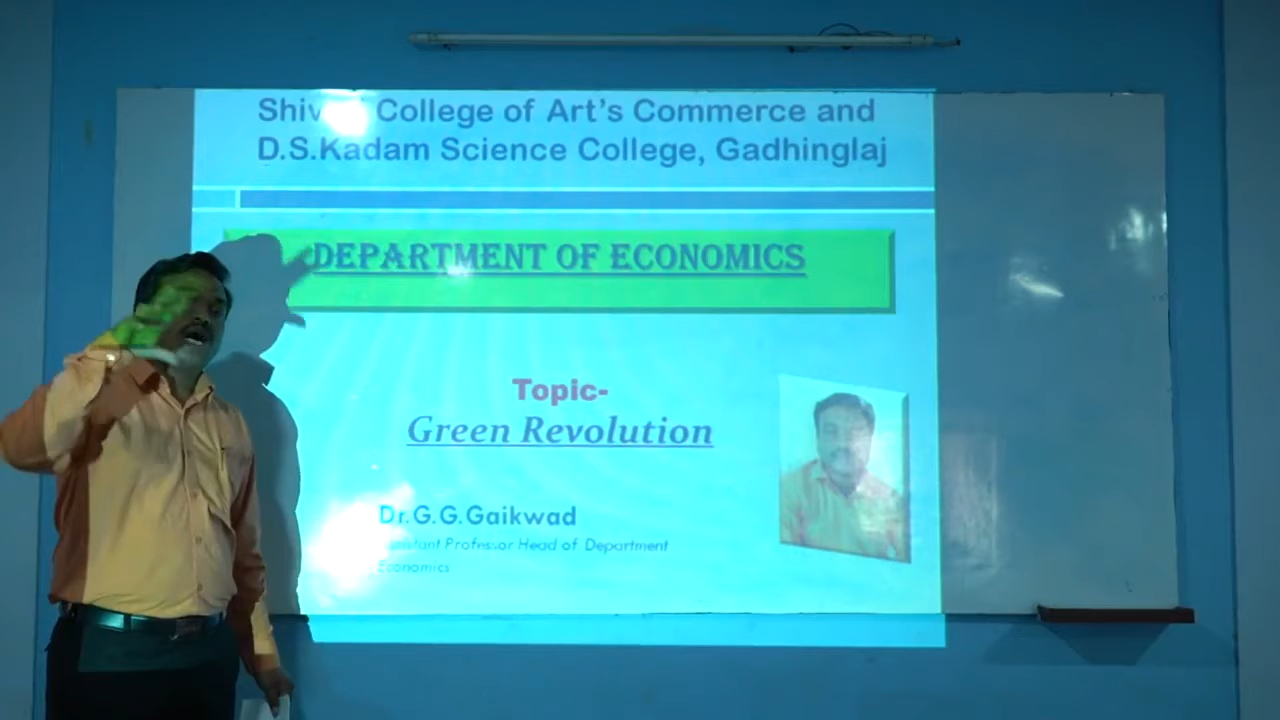 College of Art's Commerce and
D.S.Kadam Science College, Gadhinglaj
DEPARTMENT OF ECONOMICS
Topic-
Green Revolution
Dr.G.G.Gaikwad
Professor Head of Department
Economics